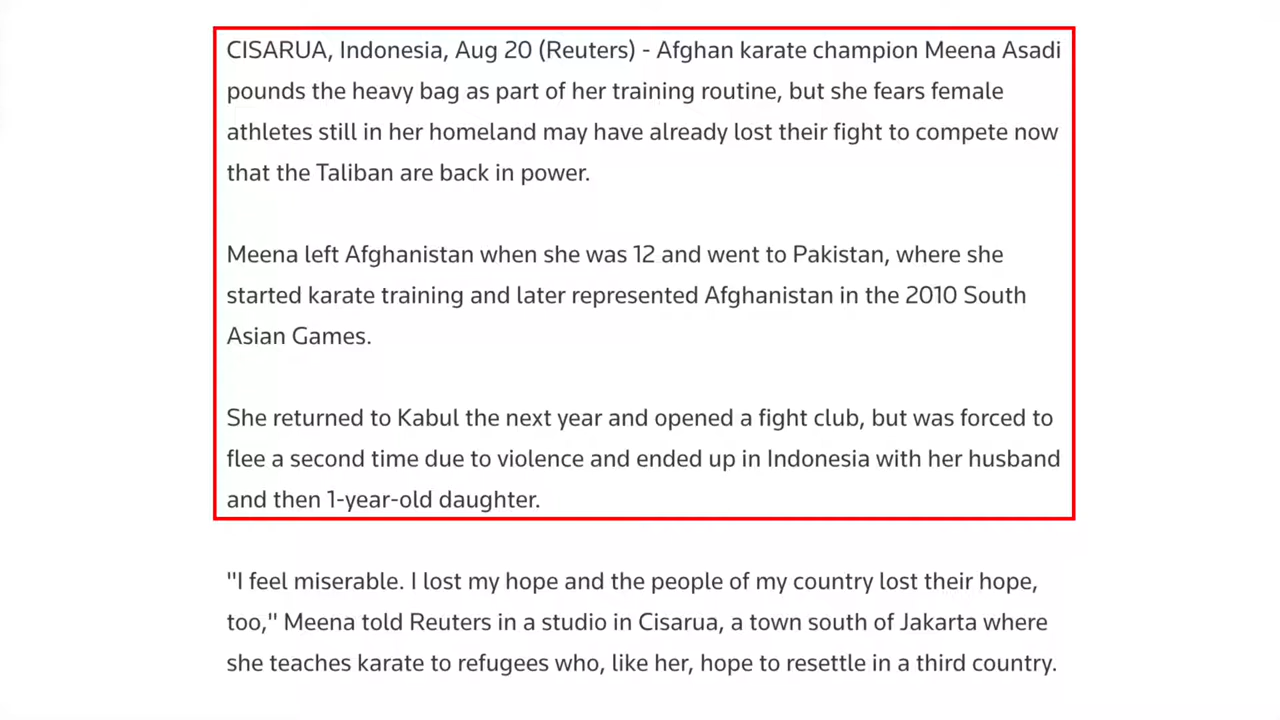 CISARUA, Indonesia, Aug 20 (Reuters) - Afghan karate champion Meena Asadi
pounds the heavy bag as part of her training routine, but she fears female
athletes still in her homeland may have already lost their fight to compete now
that the Taliban are back in power.
Meena left Afghanistan when she was 12 and went to Pakistan, where she
started karate training and later represented Afghanistan in the 2010 South
Asian Games.
She returned to Kabul the next year and opened a fight club, but was forced to
flee a second time due to violence and ended up in Indonesia with her husband
and then 1-year-old daughter.
"I feel miserable. I lost my hope and the people of my country lost their hope,
too," Meena told Reuters in a studio in Cisarua, a town south of Jakarta where
she teaches karate to refugees who, like her, hope to resettle in a third country.